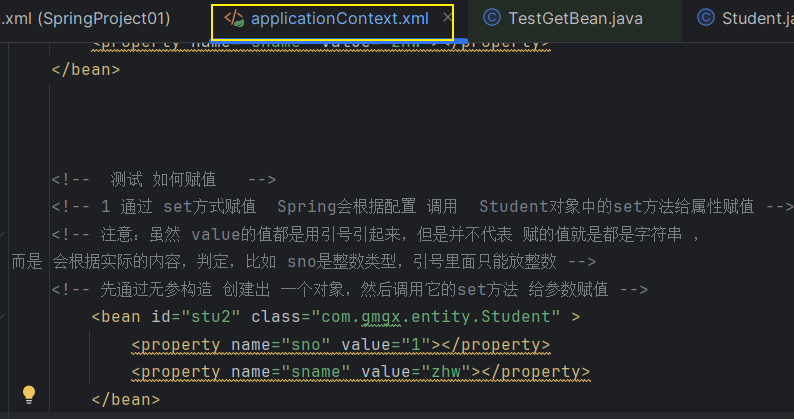 .xml (SpringProject01) applicationContext.xml TestGetBean.java Student.ja
<property name="sname" value="zhw"></property>
</bean>
<!-- 测试 如何赋值 -->
<!-- 1 通过 set方式赋值 Spring会根据配置 调用 Student对象中的set方法给属性赋值 -->
<!-- 注意：虽然 value的值都是用引号引起来，但是并不代表 赋的值就是都是字符串 ，
而是 会根据实际的内容，判定，比如 sno是整数类型，引号里面只能放整数 -->
<!-- 先通过无参构造 创建出 一个对象，然后调用它的set方法 给参数赋值 -->
<bean id="stu2" class="com.gmgx.entity.Student" >
<property name="sno" value="1"></property>
<property name="sname" value="zhw"></property>
</bean>